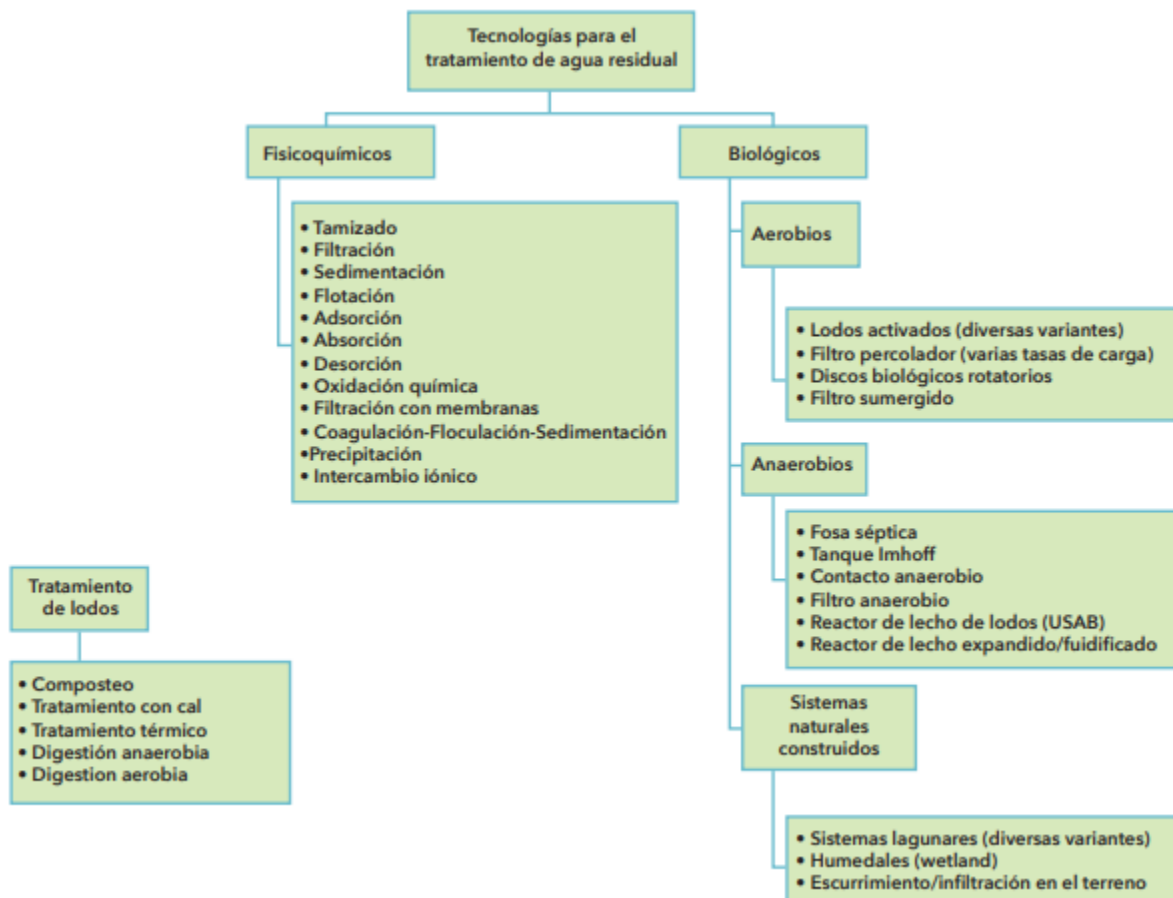 Tecnologías para el
tratamiento de agua residual
Fisicoquímicos
• Tamizado
• Filtración
• Sedimentación
• Flotación
• Adsorción
• Absorción
• Desorción
• Oxidación química
• Filtración con membranas
• Coagulación-Floculación-Sedimentación
•Precipitación
• Intercambio iónico
Biológicos
Aerobios
• Lodos activados (diversas variantes)
• Filtro percolador (varias tasas de carga)
• Discos biológicos rotatorios
• Filtro sumergido
Anaerobios
• Fosa séptica
• Tanque Imhoff
• Contacto anaerobio
• Filtro anaerobio
• Reactor de lecho de lodos (USAB)
• Reactor de lecho expandido/fuidificado
Sistemas
naturales
construidos
• Sistemas lagunares (diversas variantes)
• Humedales (wetland)
• Escurrimiento/infiltración en el terreno
Tratamiento
de lodos
• Composteo
• Tratamiento con cal
• Tratamiento térmico
• Digestión anaerobia
• Digestion aerobia